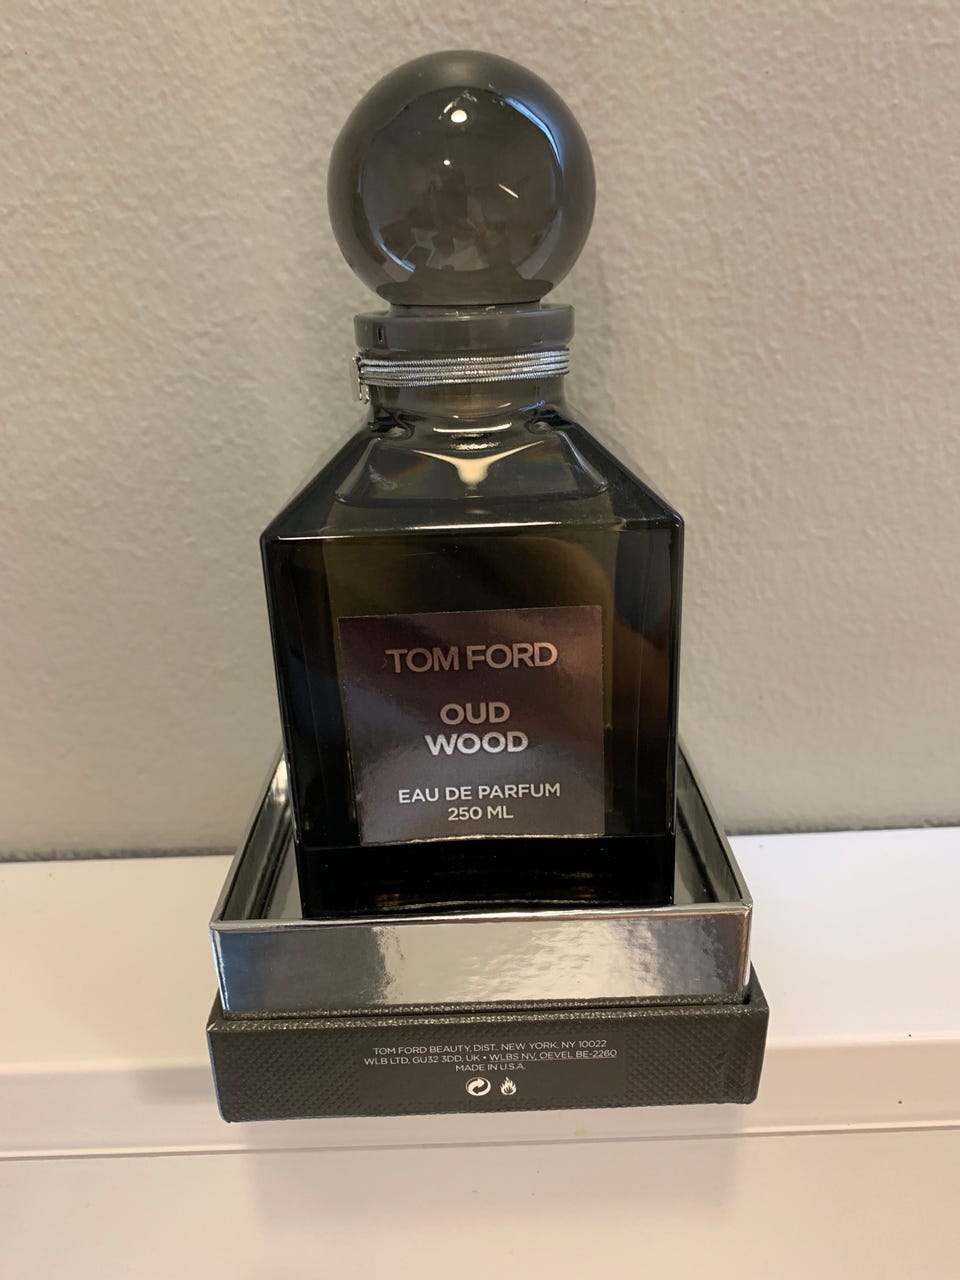 TOM FORD
OUD
WOOD
EAU DE PARFUM
250 ML
TOM FORD BEAUTY, DIST. NEW YORK, NY 10022
WLB LTD, GU32 3DD, UK • WLBS NV, OEVEL BE-2260
MADE IN U.S.A.